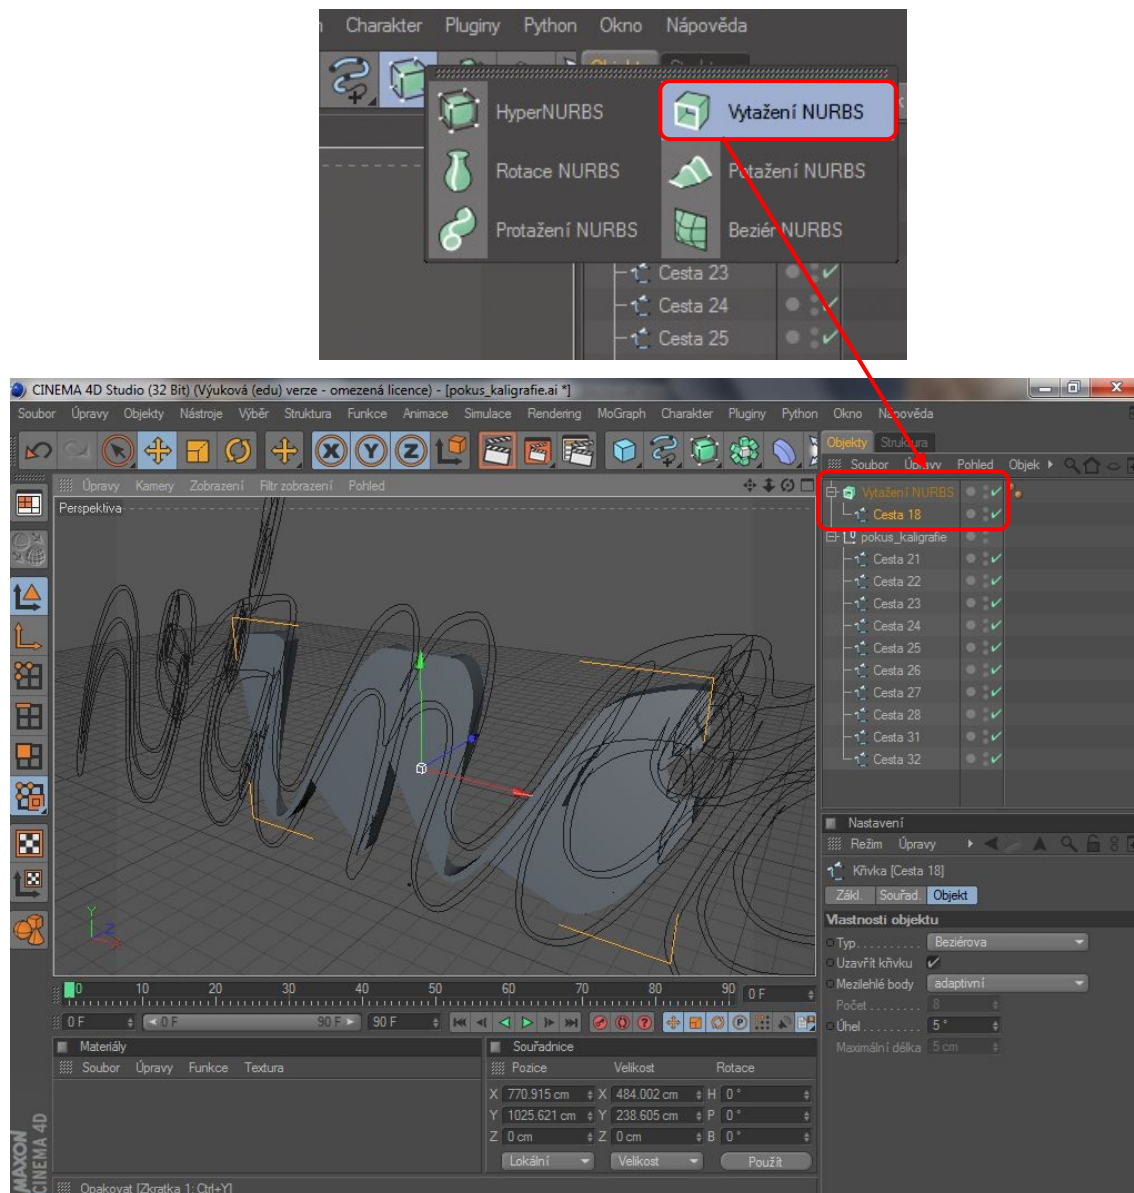 Charakter Pluginy Python Okno Nápověda
HyperNURBS Vytažení NURBS
Rotace NURBS Potažení NURBS
Protažení NURBS Beziér NURBS
Cesta 23
Cesta 24
Cesta 25
CINEMA 4D Studio (32 Bit) (Výuková (edu) verze - omezená licence) - [pokus_kaligrafie.ai *]
Soubor Úpravy Objekty Nástroje Výběr Struktura Funkce Animace Simulace Rendering MoGraph Charakter Pluginy Python Okno Nápověda
Objekty Struktura
Soubor Úpravy Pohled Objek
Úpravy Kamery Zobrazení Filtr zobrazení Pohled
Perspektiva
Vytažení NURBS
Cesta 18
pokus_kaligrafie
Cesta 21
Cesta 22
Cesta 23
Cesta 24
Cesta 25
Cesta 26
Cesta 27
Cesta 28
Cesta 31
Cesta 32
Nastavení
Režim Úpravy
Křivka [Cesta 18]
Zákl. Souřad. Objekt
Vlastnosti objektu
Typ . . . . . . . . . Beziérova
Uzavřít křivku
Mezilehlé body adaptivní
Počet . . . . . . . 8
Úhel . . . . . . . . 5 °
Maximální délka 5 cm
Y
Z
X
0 10 20 30 40 50 60 70 80 90 0 F
0 F 0 F 90 F 90 F
Materiály
Soubor Úpravy Funkce Textura
Souřadnice
Pozice Velikost Rotace
X 770.915 cm X 484.002 cm H 0 °
Y 1025.621 cm Y 238.605 cm P 0 °
Z 0 cm Z 0 cm B 0 °
Lokální Velikost Použít
MAXON
CINEMA 4D
Opakovat [Zkratka 1: Ctrl+Y]